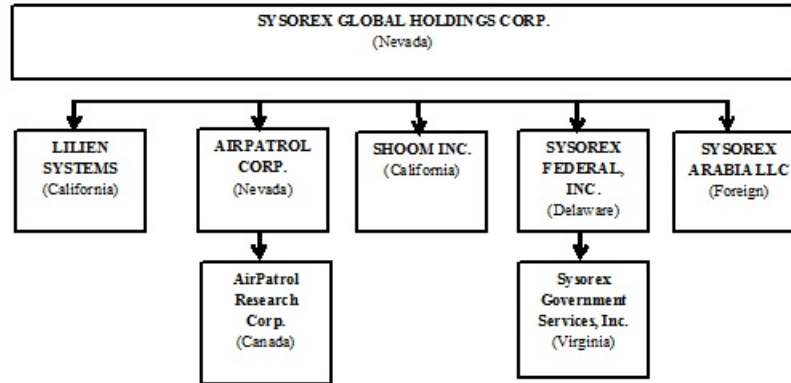 SYSOREX GLOBAL HOLDINGS CORP.
(Nevada)
LILIEN
SYSTEMS
(California)
AIRPATROL
CORP.
(Nevada)
SHOOM INC.
(California)
SYSOREX
FEDERAL,
INC.
(Delaware)
SYSOREX
ARABIA LLC
(Foreign)
AirPatrol
Research
Corp.
(Canada)
Sysorex
Government
Services, Inc.
(Virginia)